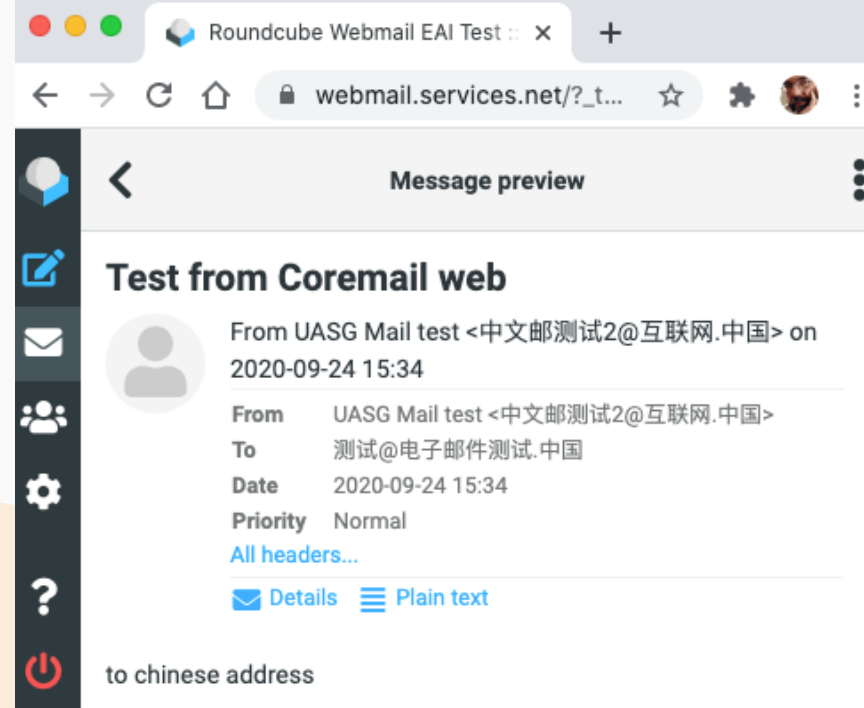 Roundcube Webmail EAI Test ::
webmail.services.net/?_t...
Message preview
Test from Coremail web
From UASG Mail test <中文邮测试2@互联网.中国> on
2020-09-24 15:34
From UASG Mail test <中文邮测试2@互联网.中国>
To 测试@电子邮件测试.中国
Date 2020-09-24 15:34
Priority Normal
All headers...
Details Plain text
to chinese address